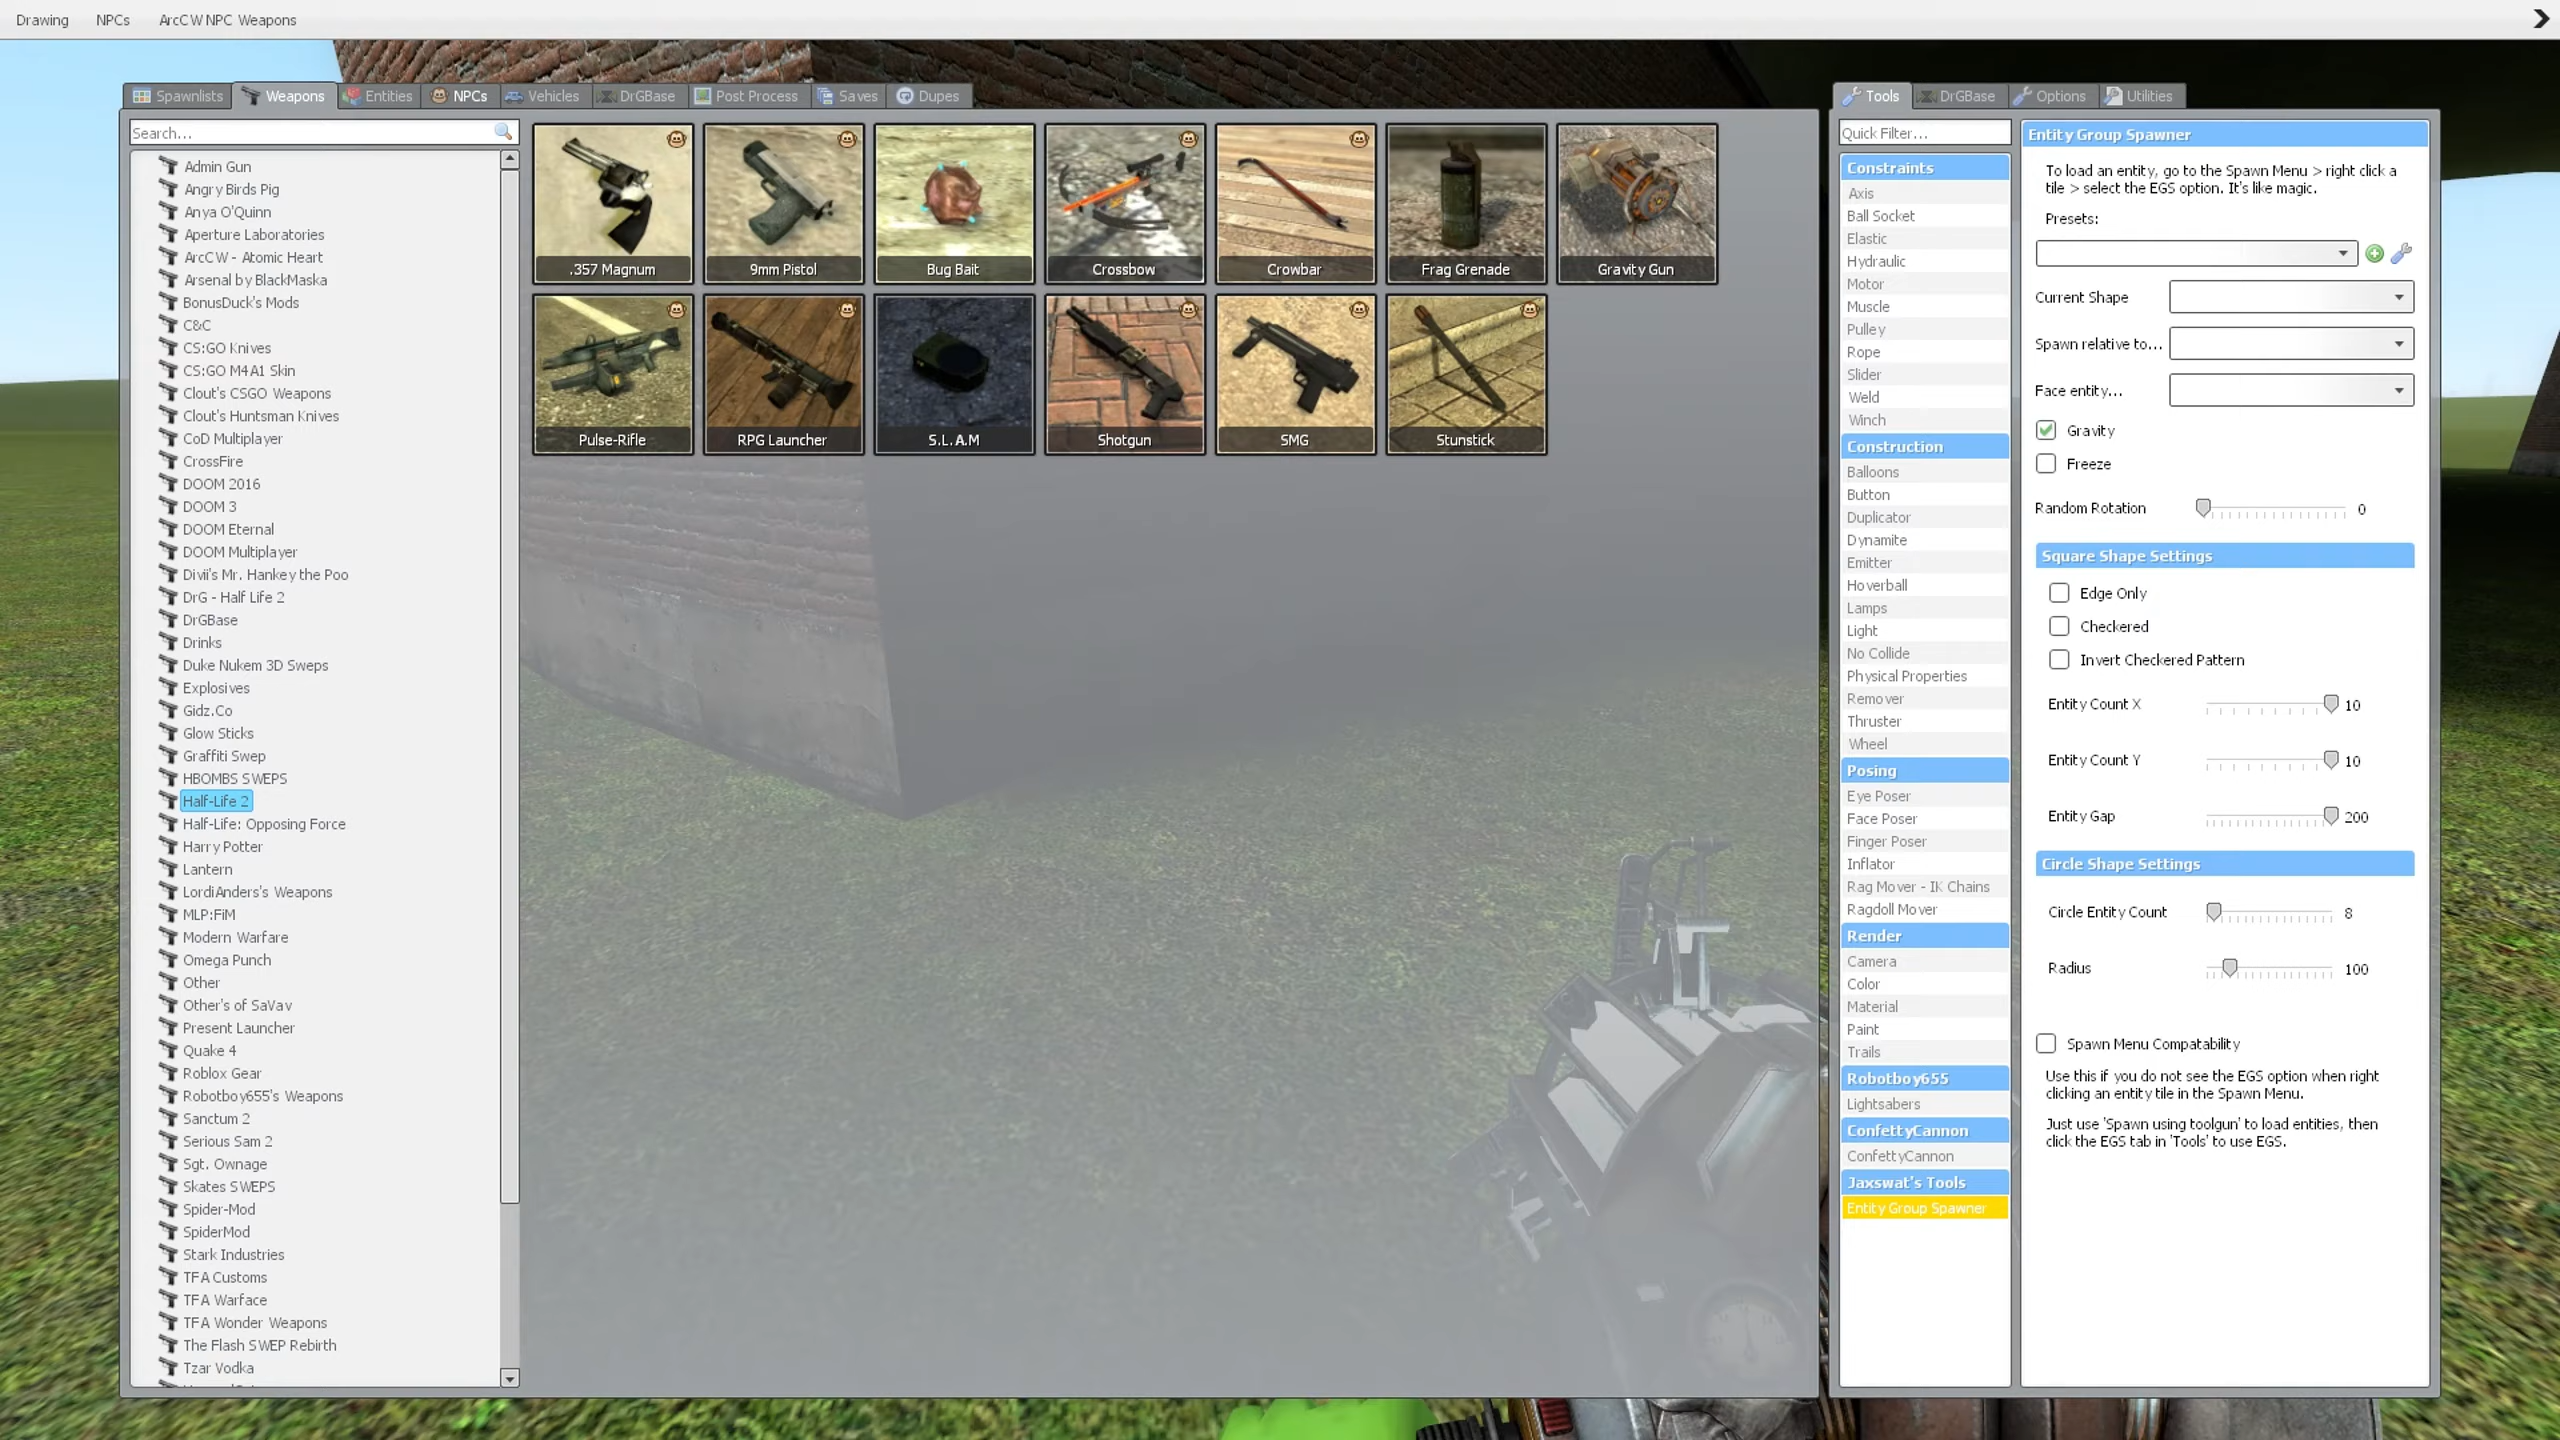 Drawing NPCs ArcCW NPC Weapons
Spawnlists Weapons Entities NPCs Vehicles DrGBase Post Process Saves Dupes
Search...
Admin Gun
Angry Birds Pig
Anya O'Quinn
Aperture Laboratories
ArcCW - Atomic Heart
Arsenal by BlackMaska
BonusDuck's Mods
C&C
CS:GO Knives
CS:GO M4A1 Skin
Clout's CSGO Weapons
Clout's Huntsman Knives
CoD Multiplayer
CrossFire
DOOM 2016
DOOM 3
DOOM Eternal
DOOM Multiplayer
Divii's Mr. Hankey the Poo
DrG - Half Life 2
DrGBase
Drinks
Duke Nukem 3D Sweps
Explosives
Gidz.Co
Glow Sticks
Graffiti Swep
HBOMBS SWEPS
Half-Life 2
Half-Life: Opposing Force
Harry Potter
Lantern
LordiAnders's Weapons
MLP:FiM
Modern Warfare
Omega Punch
Other
Other's of SaVav
Present Launcher
Quake 4
Roblox Gear
Robotboy655's Weapons
Sanctum 2
Serious Sam 2
Sgt. Ownage
Skates SWEPS
Spider-Mod
SpiderMod
Stark Industries
TFA Customs
TFA Warface
TFA Wonder Weapons
The Flash SWEP Rebirth
Tzar Vodka
.357 Magnum 9mm Pistol Bug Bait Crossbow Crowbar Frag Grenade Gravity Gun
Pulse-Rifle RPG Launcher S.L.A.M Shotgun SMG Stunstick
Tools DrGBase Options Utilities
Quick Filter...
Constraints
Axis
Ball Socket
Elastic
Hydraulic
Motor
Muscle
Pulley
Rope
Slider
Weld
Winch
Construction
Balloons
Button
Duplicator
Dynamite
Emitter
Hoverball
Lamps
Light
No Collide
Physical Properties
Remover
Thruster
Wheel
Posing
Eye Poser
Face Poser
Finger Poser
Inflator
Rag Mover - IK Chains
Ragdoll Mover
Render
Camera
Color
Material
Paint
Trails
Robotboy655
Lightsabers
ConfettyCannon
ConfettyCannon
Jaxswat's Tools
Entity Group Spawner
Entity Group Spawner
To load an entity, go to the Spawn Menu > right click a
tile > select the EGS option. It's like magic.
Presets:
Current Shape
Spawn relative to...
Face entity...
Gravity
Freeze
Random Rotation 0
Square Shape Settings
Edge Only
Checkered
Invert Checkered Pattern
Entity Count X 10
Entity Count Y 10
Entity Gap 200
Circle Shape Settings
Circle Entity Count 8
Radius 100
Spawn Menu Compatability
Use this if you do not see the EGS option when right
clicking an entity tile in the Spawn Menu.
Just use 'Spawn using toolgun' to load entities, then
click the EGS tab in 'Tools' to use EGS.